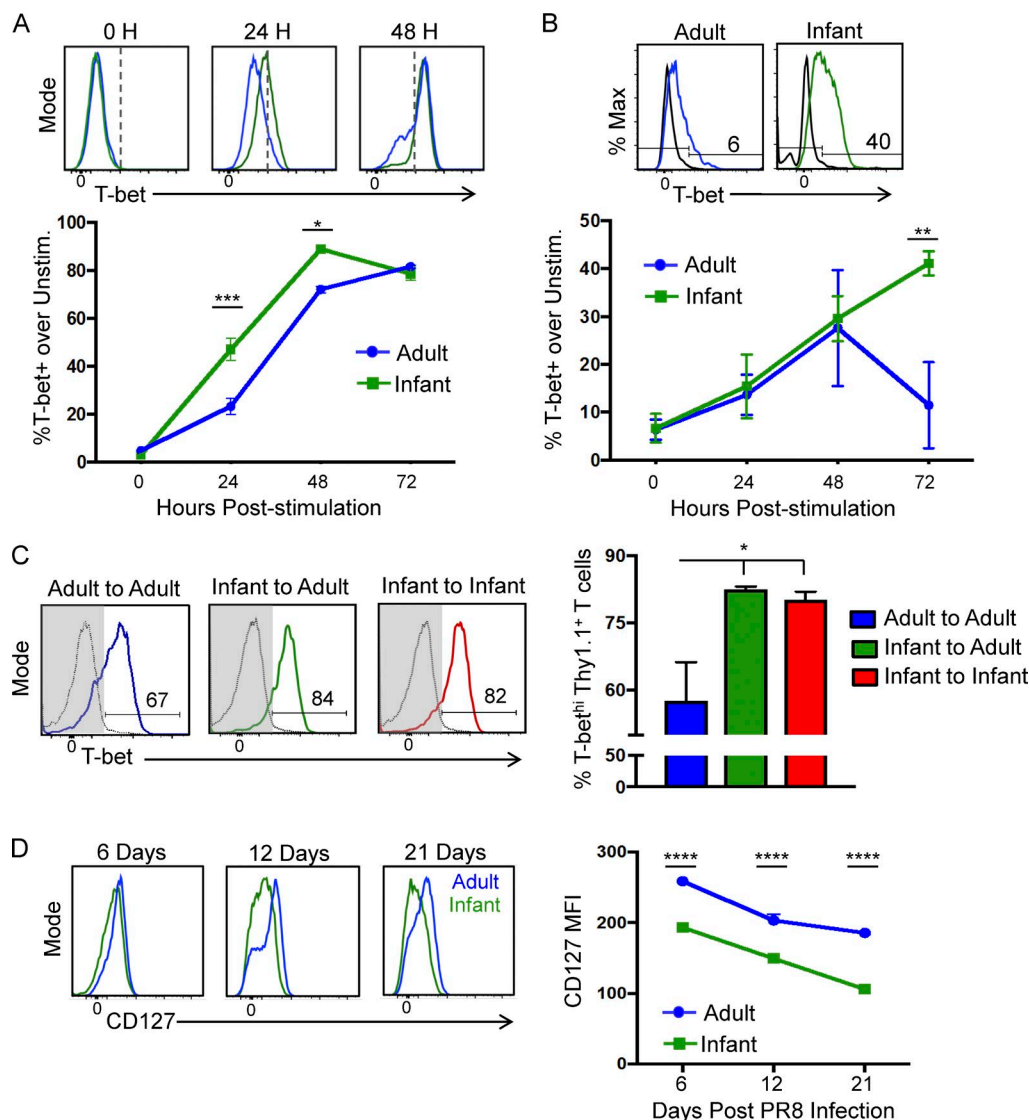 A
0 H 24 H 48 H
Mode
0 0 0
T-bet
%T-bet+ over Unstim.
100
80
60
40
20
0
***
*
Adult
Infant
0 24 48 72
Hours Post-stimulation
B
Adult Infant
% Max
6 40
0 0
T-bet
% T-bet+ over Unstim.
50
40
30
20
10
0
**
Adult
Infant
0 24 48 72
Hours Post-stimulation
C
Adult to Adult Infant to Adult Infant to Infant
Mode
67 84 82
0 0 0
T-bet
% T-bethi Thy1.1+ T cells
90
75
60
50
0
*
Adult to Adult
Infant to Adult
Infant to Infant
D
6 Days 12 Days 21 Days
Adult
Infant
Mode
0 0 0
CD127
CD127 MFI
300
200
100
0
**** **** ****
Adult
Infant
6 12 21
Days Post PR8 Infection